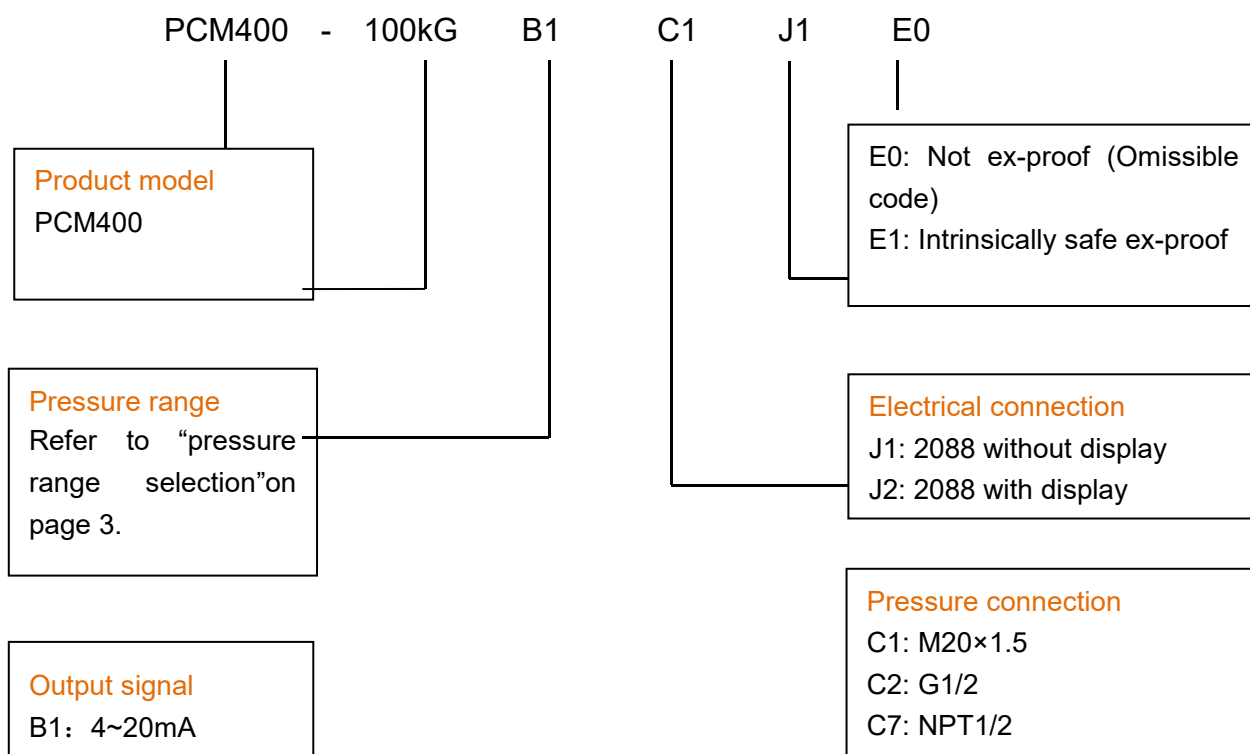 PCM400 - 100kG B1 C1 J1 E0
Product model
PCM400
E0: Not ex-proof (Omissible
code)
E1: Intrinsically safe ex-proof
Pressure range
Refer to “pressure
range selection”on
page 3.
Electrical connection
J1: 2088 without display
J2: 2088 with display
Output signal
B1：4~20mA
Pressure connection
C1: M20×1.5
C2: G1/2
C7: NPT1/2